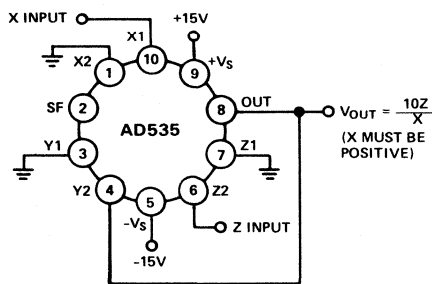 X INPUT
X1
+15V
X2
1
10
9
+VS
SF
2
8
OUT
VOUT = 10Z/X
(X MUST BE
POSITIVE)
AD535
Y1
3
7
Z1
Y2
4
5
6
Z2
-VS
Z INPUT
-15V